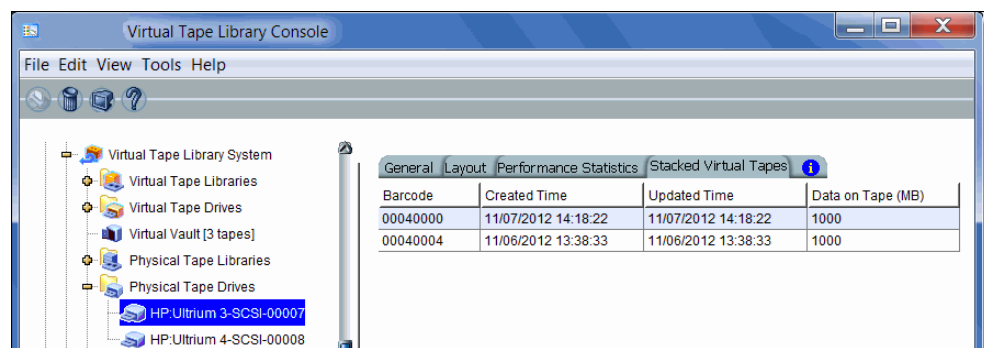 Virtual Tape Library Console
File Edit View Tools Help
Virtual Tape Library System
Virtual Tape Libraries
Virtual Tape Drives
Virtual Vault [3 tapes]
Physical Tape Libraries
Physical Tape Drives
HP:Ultrium 3-SCSI-00007
HP:Ultrium 4-SCSI-00008
General Layout Performance Statistics Stacked Virtual Tapes
Barcode Created Time Updated Time Data on Tape (MB)
00040000 11/07/2012 14:18:22 11/07/2012 14:18:22 1000
00040004 11/06/2012 13:38:33 11/06/2012 13:38:33 1000